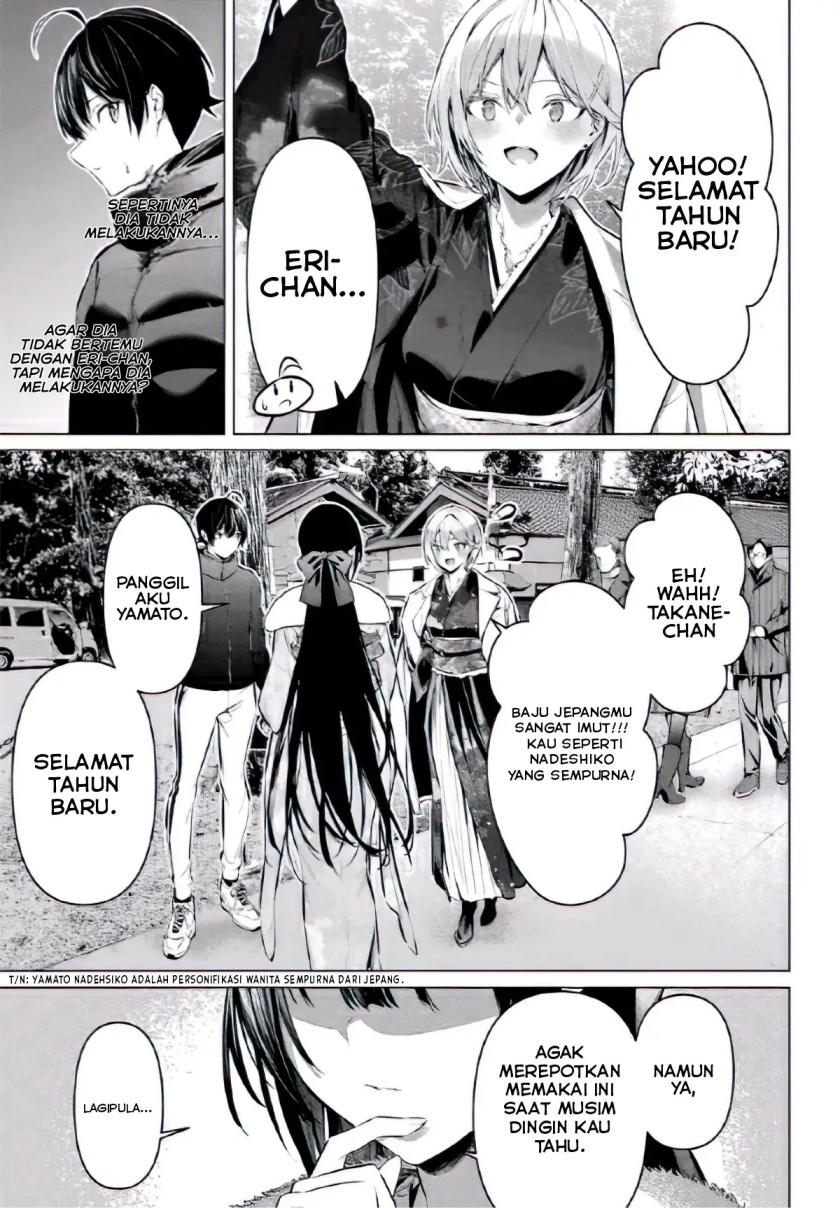 YAHOO!
SELAMAT
TAHUN
BARU!
ERI-
CHAN...
SEPERTINYA
DIA TIDAK
MELAKUKANNYA...
AGAR DIA
TIDAK BERTEMU
DENGAN ERI-CHAN,
TAPI MENGAPA DIA
MELAKUKANNYA?
EH!
WAHH!
TAKANE-
CHAN
BAJU JEPANGMU
SANGAT IMUT!!!
KAU SEPERTI
NADESHIKO
YANG SEMPURNA!
PANGGIL
AKU
YAMATO.
SELAMAT
TAHUN
BARU.
T/N: YAMATO NADEHSIKO ADALAH PERSONIFIKASI WANITA SEMPURNA DARI JEPANG.
NAMUN
YA,
AGAK
MEREPOTKAN
MEMAKAI INI
SAAT MUSIM
DINGIN KAU
TAHU.
LAGIPULA...